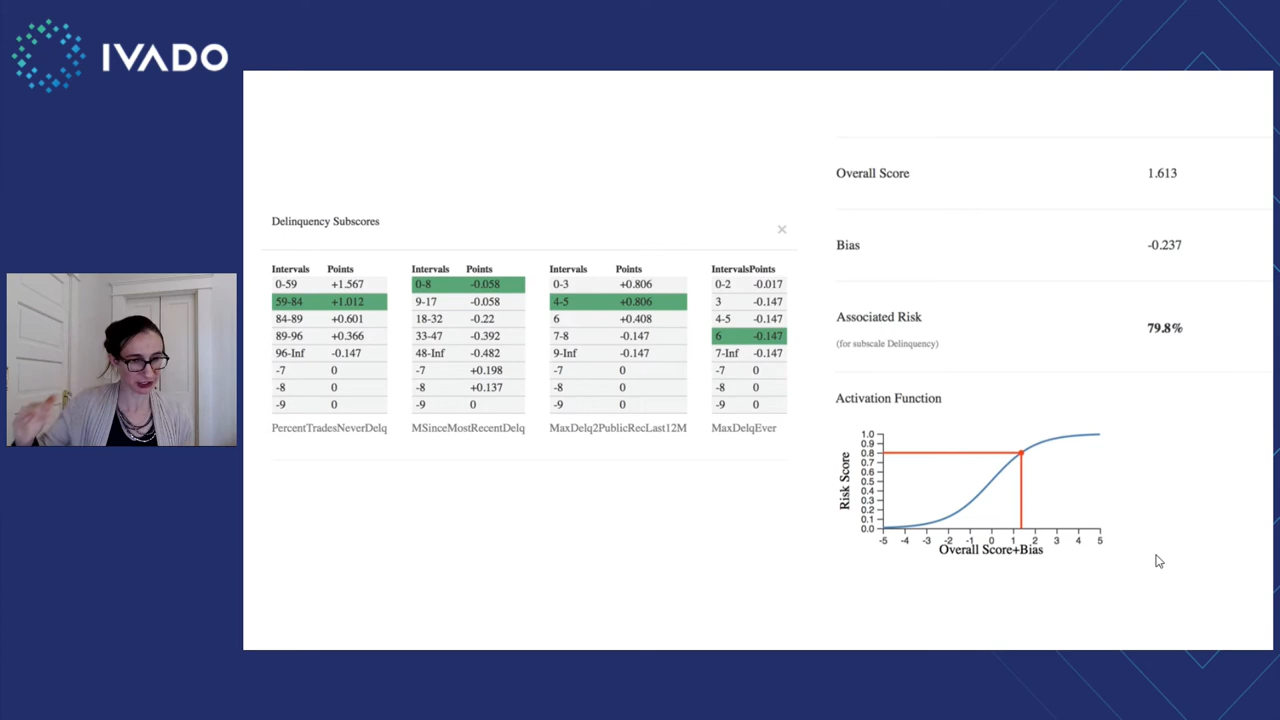 IVADO
Delinquency Subscores
×
Intervals Points
0-59 +1.567
59-84 +1.012
84-89 +0.601
89-96 +0.366
96-Inf -0.147
-7 0
-8 0
-9 0
PercentTradesNeverDelq
Intervals Points
0-8 -0.058
9-17 -0.058
18-32 -0.22
33-47 -0.392
48-Inf -0.482
-7 +0.198
-8 +0.137
-9 0
MSinceMostRecentDelq
Intervals Points
0-3 +0.806
4-5 +0.806
6 +0.408
7-8 -0.147
9-Inf -0.147
-7 0
-8 0
-9 0
MaxDelq2PublicRecLast12M
IntervalsPoints
0-2 -0.017
3 -0.147
4-5 -0.147
6 -0.147
7-Inf -0.147
-7 0
-8 0
-9 0
MaxDelqEver
Overall Score 1.613
Bias -0.237
Associated Risk 79.8%
(for subscale Delinquency)
Activation Function
Risk Score
1.0
0.9
0.8
0.7
0.6
0.5
0.4
0.3
0.2
0.1
0.0
-5 -4 -3 -2 -1 0 1 2 3 4 5
Overall Score+Bias